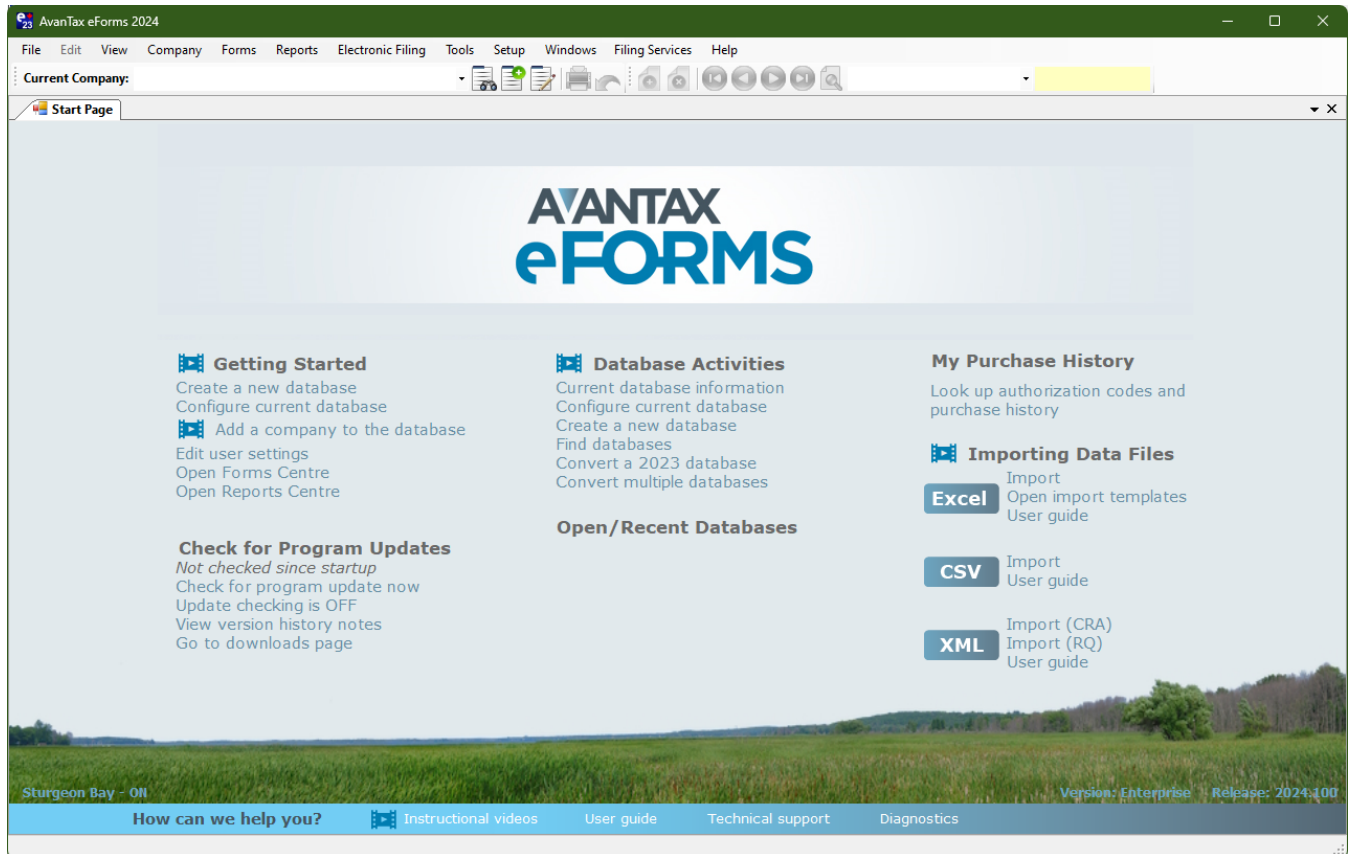 e 23 AvanTax eForms 2024
File Edit View Company Forms Reports Electronic Filing Tools Setup Windows Filing Services Help
Current Company:
Start Page
AVANTAX
eFORMS
Getting Started
Create a new database
Configure current database
Add a company to the database
Edit user settings
Open Forms Centre
Open Reports Centre
Check for Program Updates
Not checked since startup
Check for program update now
Update checking is OFF
View version history notes
Go to downloads page
Database Activities
Current database information
Configure current database
Create a new database
Find databases
Convert a 2023 database
Convert multiple databases
Open/Recent Databases
My Purchase History
Look up authorization codes and
purchase history
Importing Data Files
Excel
Import
Open import templates
User guide
CSV
Import
User guide
XML
Import (CRA)
Import (RQ)
User guide
Sturgeon Bay - ON
Version: Enterprise Release: 2024.100
How can we help you? Instructional videos User guide Technical support Diagnostics